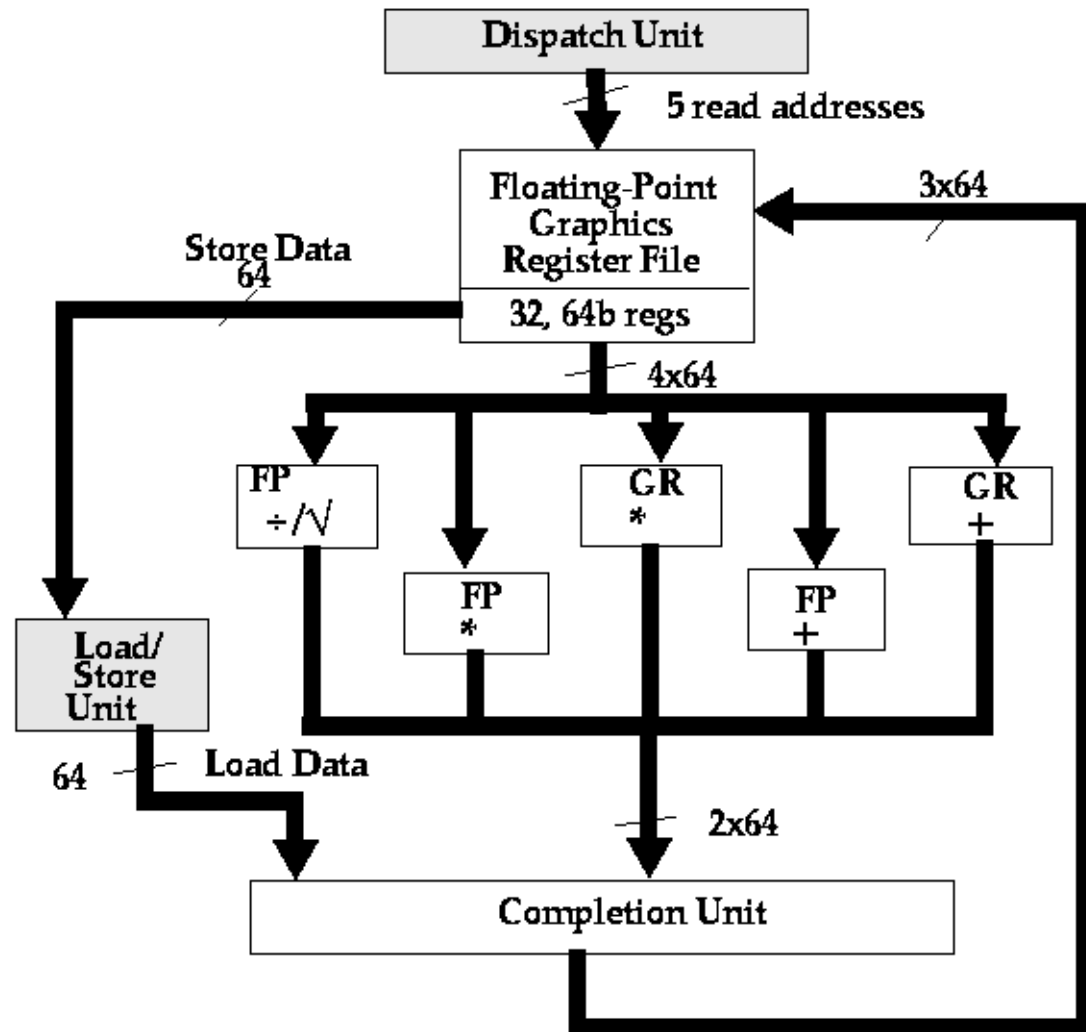 Dispatch Unit
5 read addresses
Floating-Point
Graphics
Register File
32, 64b regs
3x64
Store Data
64
4x64
FP
÷/√
FP
*
GR
*
FP
+
GR
+
Load/
Store
Unit
64
Load Data
2x64
Completion Unit